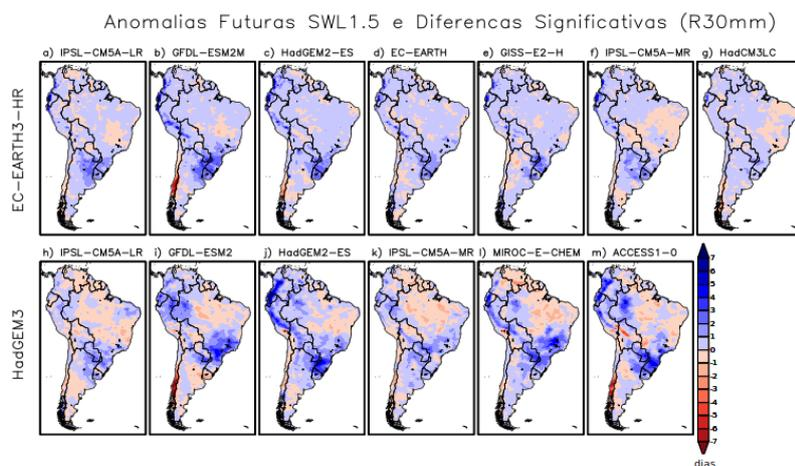 Anomalias Futuras SWL1.5 e Diferencas Significativas (R30mm)
a) IPSL-CM5A-LR b) GFDL-ESM2M c) HadGEM2-ES d) EC-EARTH e) GISS-E2-H f) IPSL-CM5A-MR g) HadCM3LC
EC-EARTH3-HR
h) IPSL-CM5A-LR i) GFDL-ESM2 j) HadGEM2-ES k) IPSL-CM5A-MR l) MIROC-E-CHEM m) ACCESS1-0
HadGEM3
7
6
5
4
3
2
1
0
-1
-2
-3
-4
-5
-6
-7
dias